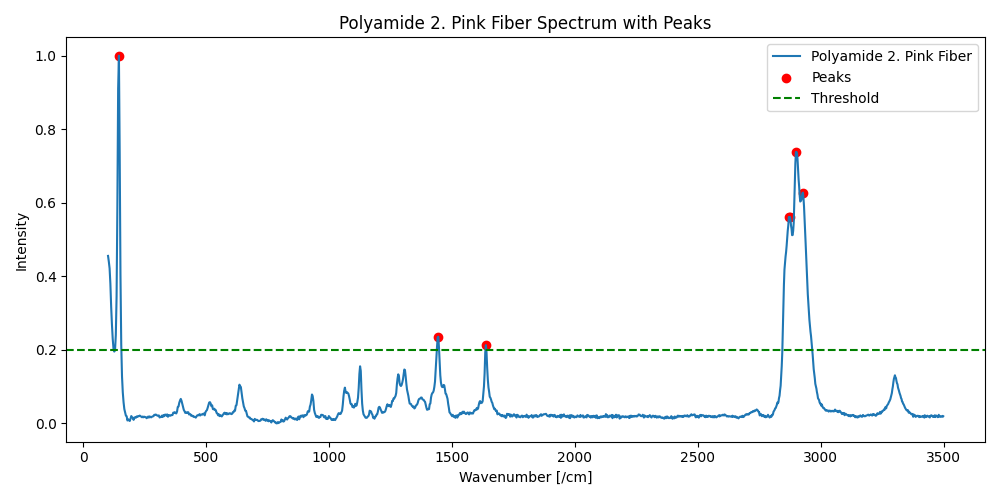 Polyamide 2. Pink Fiber Spectrum with Peaks
Polyamide 2. Pink Fiber
Peaks
Threshold
Intensity
1.0
0.8
0.6
0.4
0.2
0.0
0 500 1000 1500 2000 2500 3000 3500
Wavenumber [/cm]